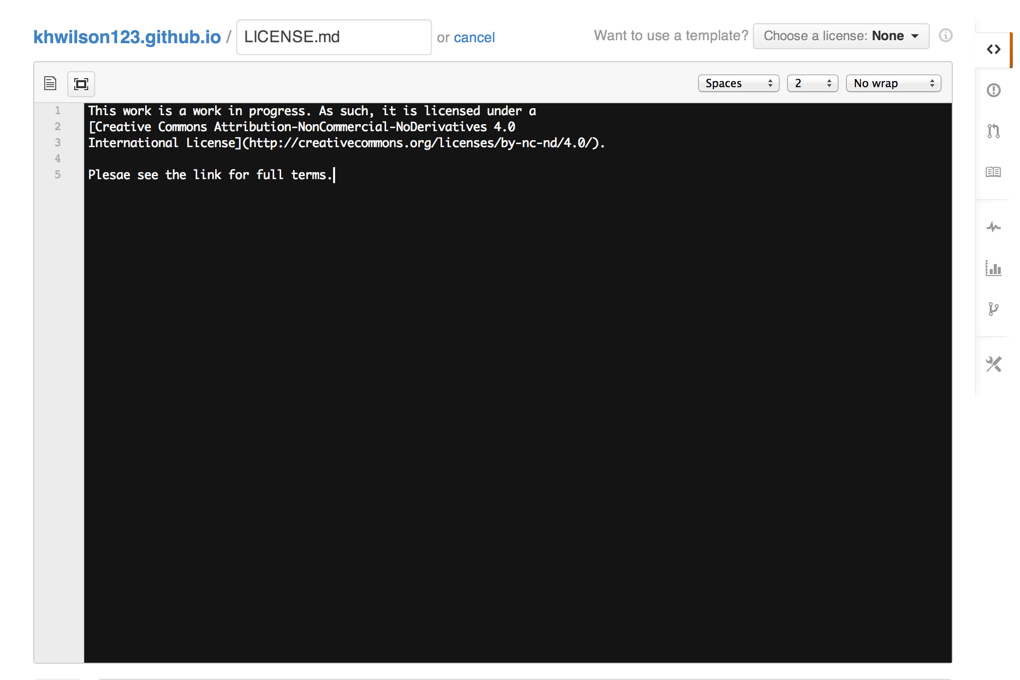 khwilson123.github.io / LICENSE.md or cancel Want to use a template? Choose a license: None
Spaces 2 No wrap
1 This work is a work in progress. As such, it is licensed under a
2 [Creative Commons Attribution-NonCommercial-NoDerivatives 4.0
3 International License](http://creativecommons.org/licenses/by-nc-nd/4.0/).
4
5 Plesae see the link for full terms.